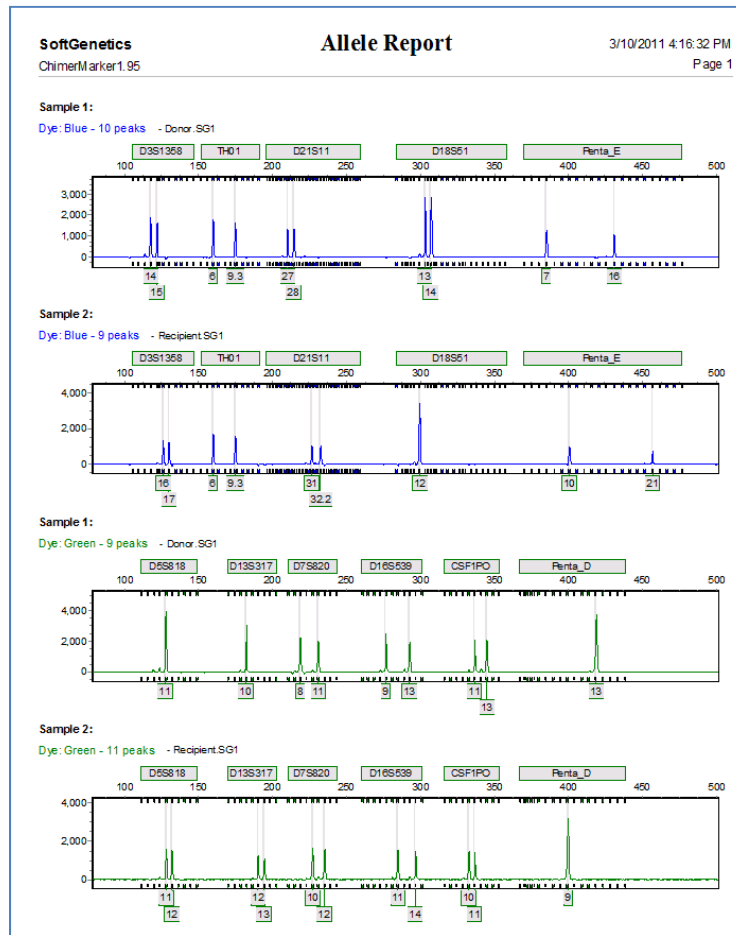 SoftGenetics Allele Report 3/10/2011 4:16:32 PM
ChimerMarker1.95 Page 1
Sample 1:
Dye: Blue - 10 peaks - Donor.SG1
D3S1358 TH01 D21S11 D18S51 Penta_E
100 150 200 250 300 350 400 450 500
3,000
2,000
1,000
0
14 6 9.3 27 13 7 16
15 28 14
Sample 2:
Dye: Blue - 9 peaks - Recipient.SG1
D3S1358 TH01 D21S11 D18S51 Penta_E
100 150 200 250 300 350 400 450 500
4,000
2,000
0
16 6 9.3 31 12 10 21
17 32.2
Sample 1:
Dye: Green - 9 peaks - Donor.SG1
D5S818 D13S317 D7S820 D16S539 CSF1PO Penta_D
100 150 200 250 300 350 400 450 500
4,000
2,000
0
11 10 8 11 9 13 11 13
13
Sample 2:
Dye: Green - 11 peaks - Recipient.SG1
D5S818 D13S317 D7S820 D16S539 CSF1PO Penta_D
100 150 200 250 300 350 400 450 500
4,000
2,000
0
11 12 10 11 10 9
12 13 12 14 11